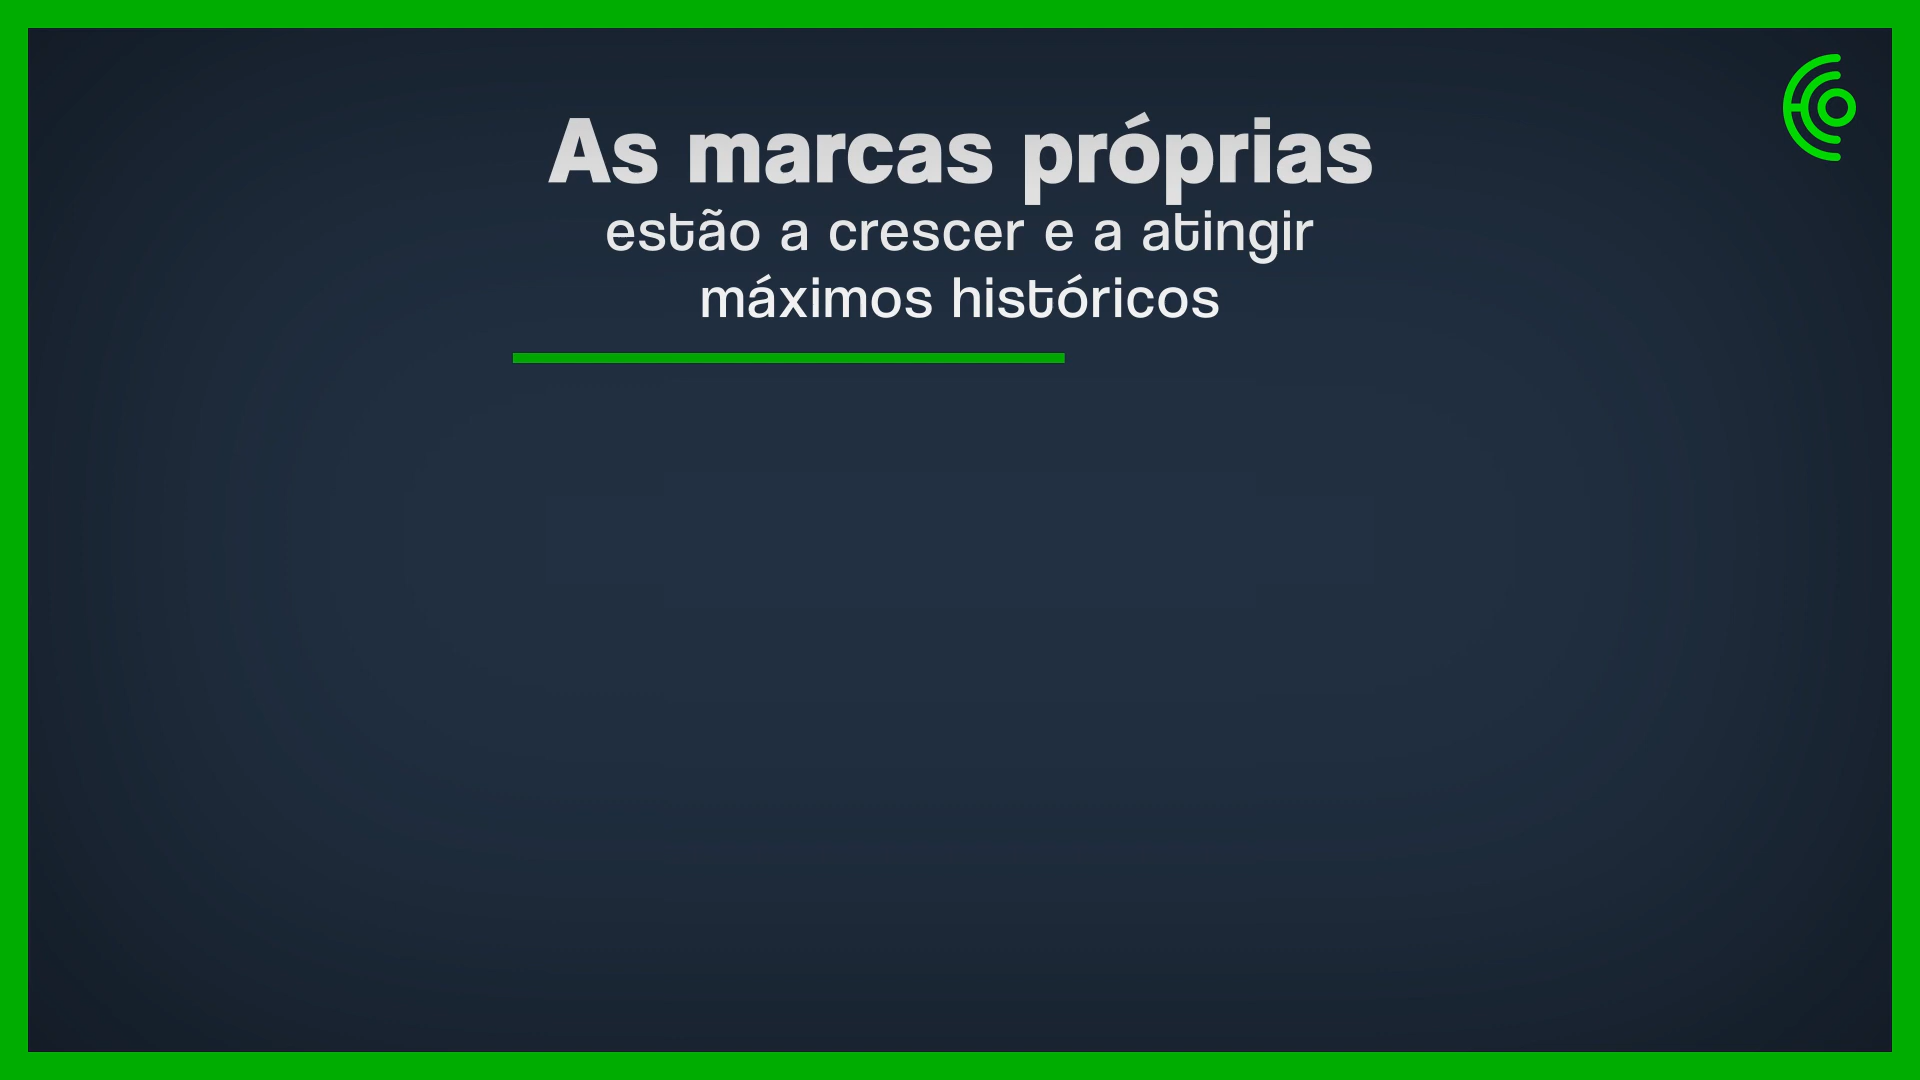 As marcas próprias
estão a crescer e a atingir
máximos históricos